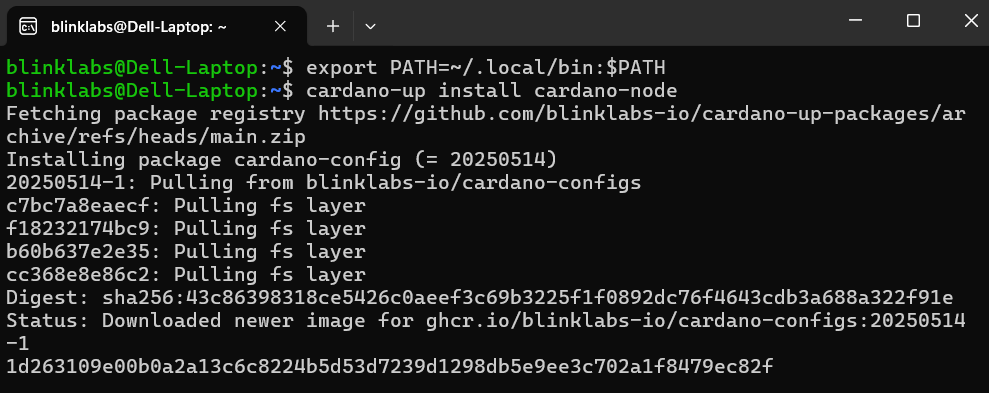 blinklabs@Dell-Laptop: ~
blinklabs@Dell-Laptop:~$ export PATH=~/.local/bin:$PATH
blinklabs@Dell-Laptop:~$ cardano-up install cardano-node
Fetching package registry https://github.com/blinklabs-io/cardano-up-packages/ar
chive/refs/heads/main.zip
Installing package cardano-config (= 20250514)
20250514-1: Pulling from blinklabs-io/cardano-configs
c7bc7a8eaecf: Pulling fs layer
f18232174bc9: Pulling fs layer
b60b637e2e35: Pulling fs layer
cc368e8e86c2: Pulling fs layer
Digest: sha256:43c86398318ce5426c0aeef3c69b3225f1f0892dc76f4643cdb3a688a322f91e
Status: Downloaded newer image for ghcr.io/blinklabs-io/cardano-configs:20250514
-1
1d263109e00b0a2a13c6c8224b5d53d7239d1298db5e9ee3c702a1f8479ec82f